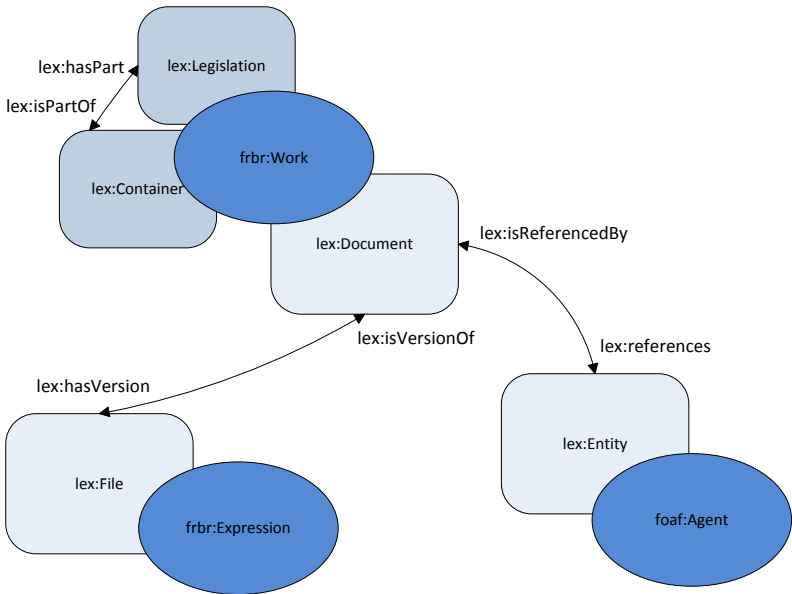 lex:Legislation
lex:hasPart
lex:isPartOf
frbr:Work
lex:Container
lex:isReferencedBy
lex:Document
lex:isVersionOf
lex:references
lex:hasVersion
lex:Entity
lex:File
foaf:Agent
frbr:Expression